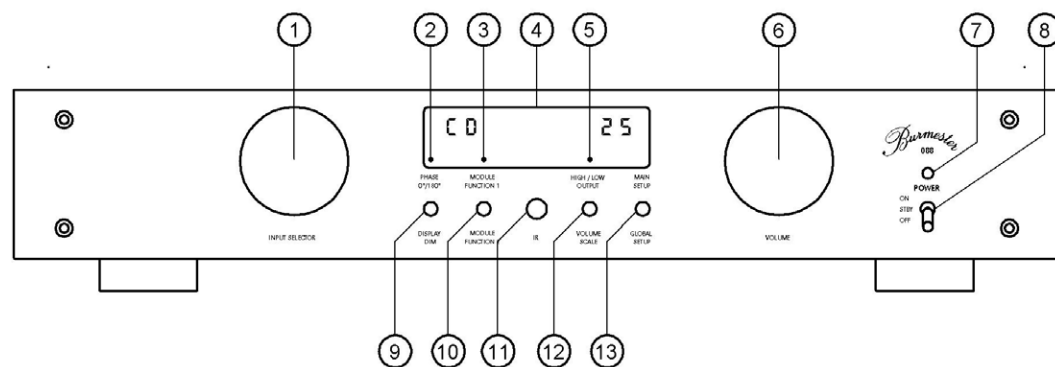 1 2 3 4 5 6 7 8
CD 25
Burmester
088
PHASE 0°/180°
MODULE FUNCTION 1
HIGH / LOW OUTPUT
MAIN SETUP
POWER
ON
STBY
OFF
INPUT SELECTOR
DISPLAY DIM
MODULE FUNCTION
IR
VOLUME SCALE
GLOBAL SETUP
VOLUME
9 10 11 12 13